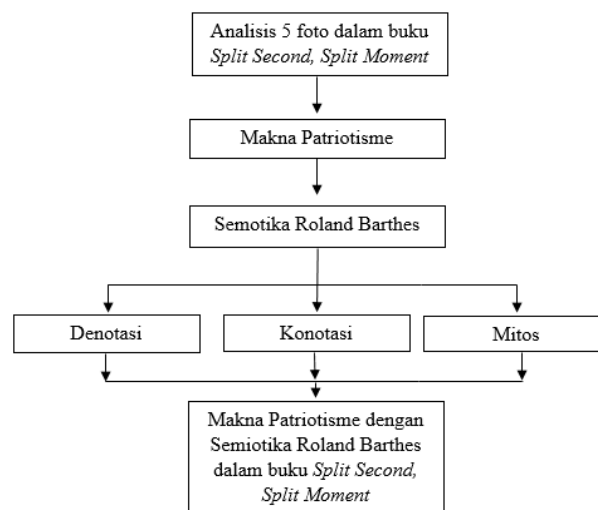 Analisis 5 foto dalam buku
Split Second, Split Moment
Makna Patriotisme
Semotika Roland Barthes
Denotasi
Konotasi
Mitos
Makna Patriotisme dengan
Semiotika Roland Barthes
dalam buku Split Second,
Split Moment